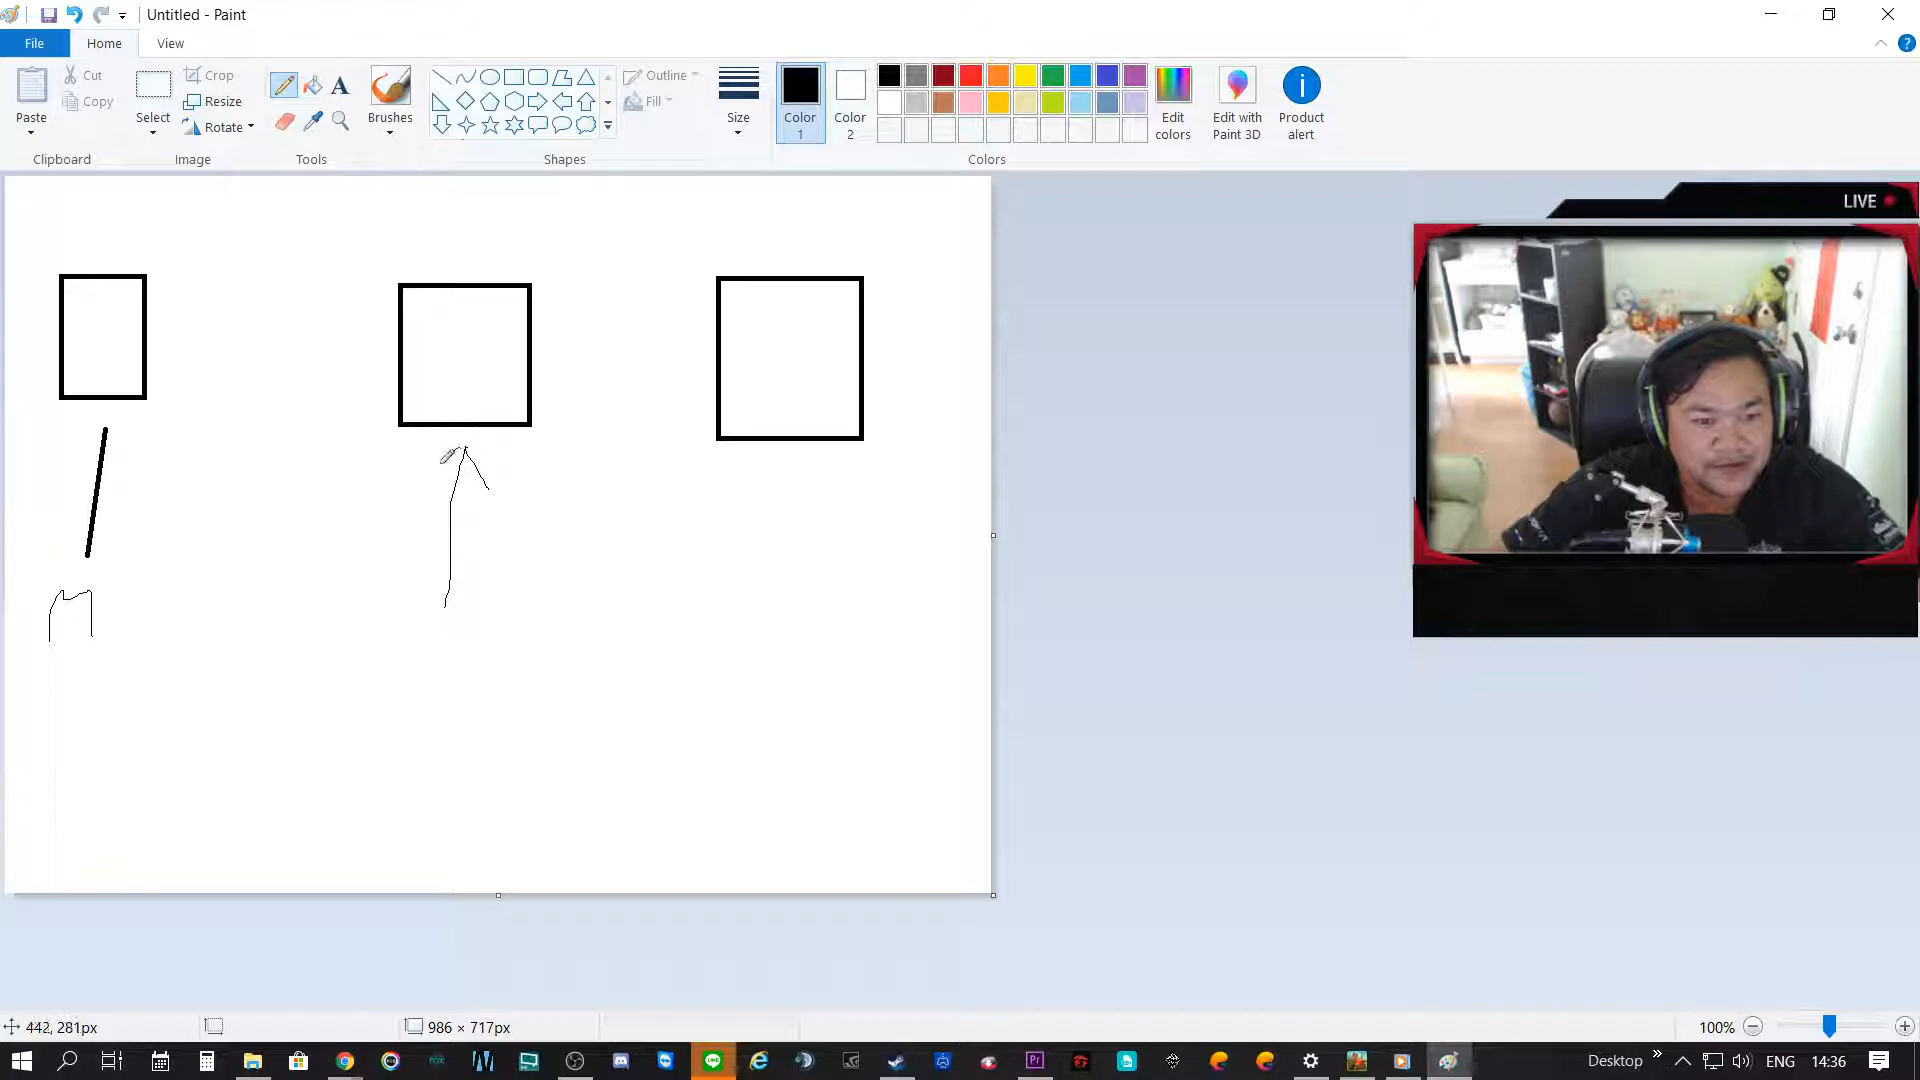 Untitled - Paint
File
Home
View
Paste
Cut
Copy
Clipboard
Select
Crop
Resize
Rotate
Image
Tools
Brushes
Shapes
Outline
Fill
Size
Color 1
Color 2
Colors
Edit colors
Edit with Paint 3D
Product alert
LIVE
442, 281px
986 × 717px
100%
Desktop
ENG
14:36